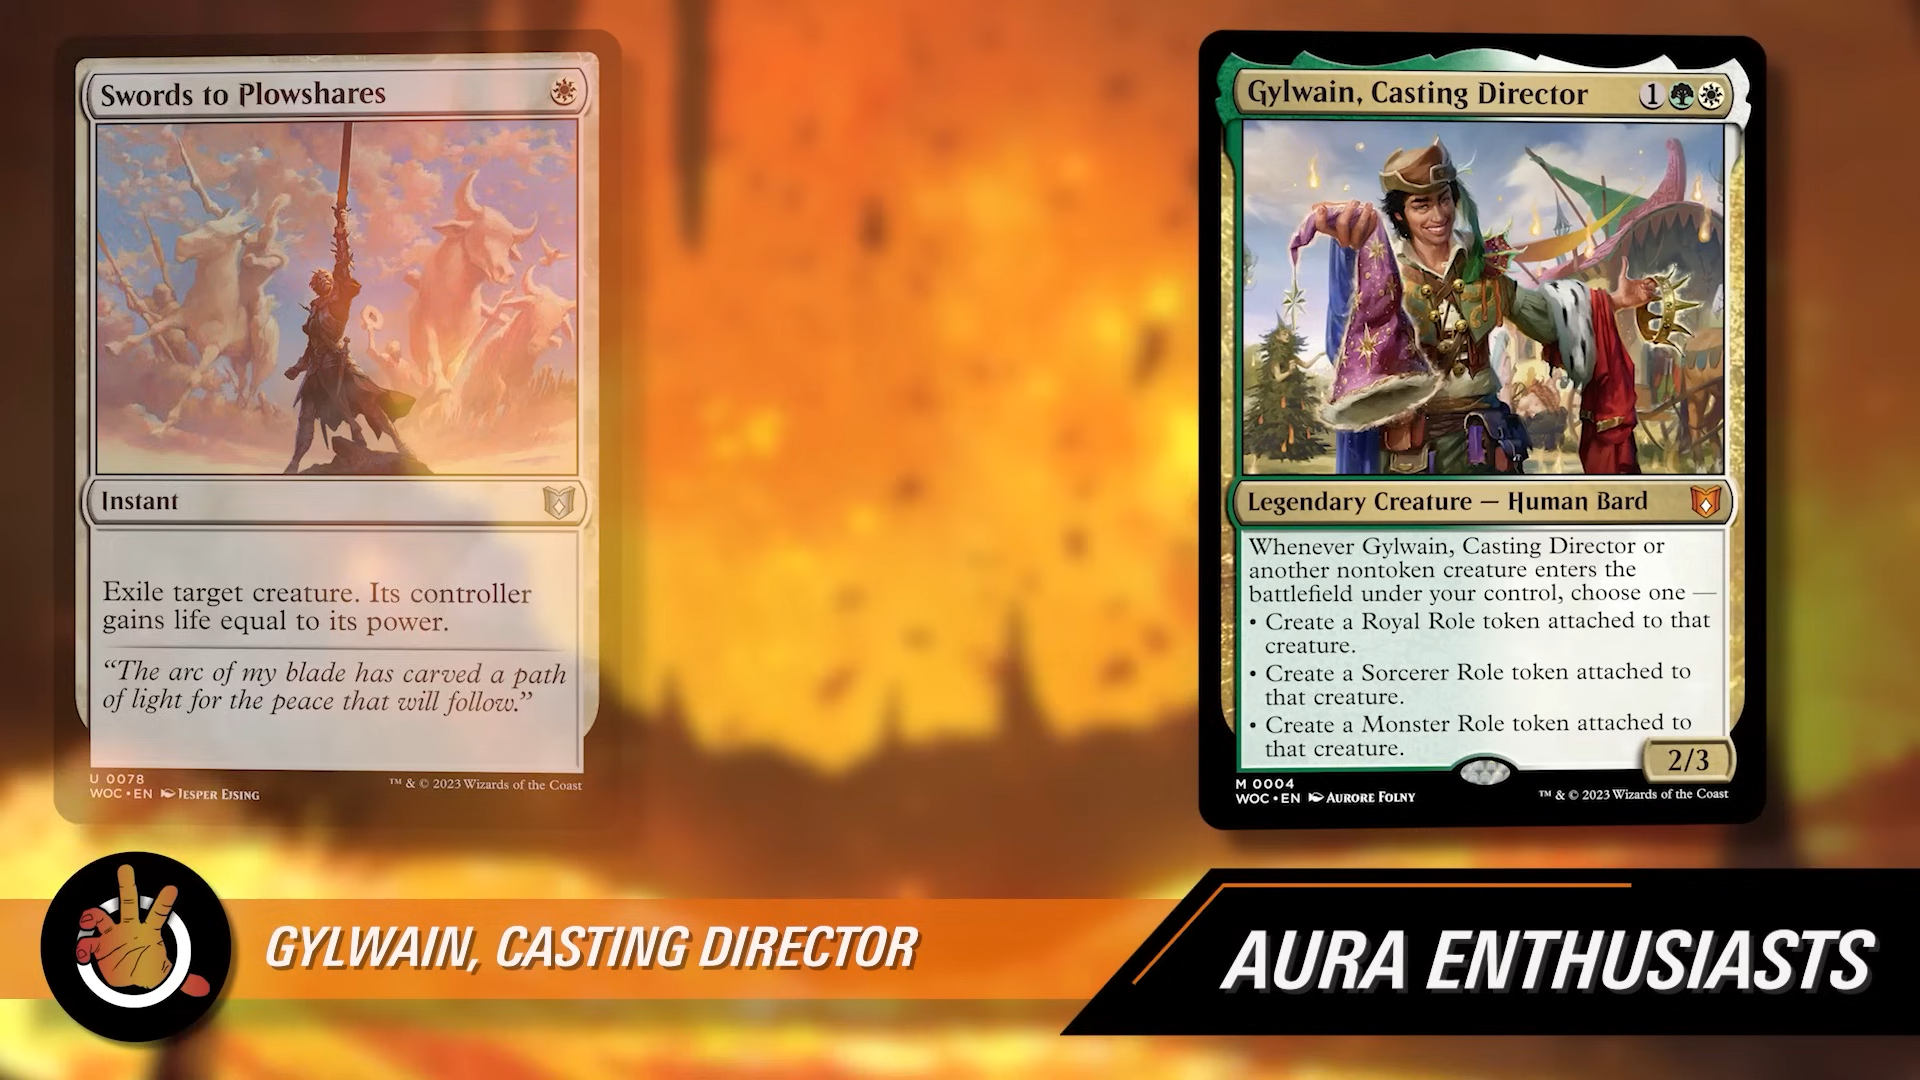 Swords to Plowshares
Instant
Exile target creature. Its controller
gains life equal to its power.
“The arc of my blade has carved a path
of light for the peace that will follow.”
U 0078
WOC • EN JESPER EJSING
™ & © 2023 Wizards of the Coast
Gylwain, Casting Director 1
Legendary Creature — Human Bard
Whenever Gylwain, Casting Director or
another nontoken creature enters the
battlefield under your control, choose one —
• Create a Royal Role token attached to that
creature.
• Create a Sorcerer Role token attached to
that creature.
• Create a Monster Role token attached to
that creature.
2/3
M 0004
WOC • EN AURORE FOLNY
™ & © 2023 Wizards of the Coast
GYLWAIN, CASTING DIRECTOR
AURA ENTHUSIASTS